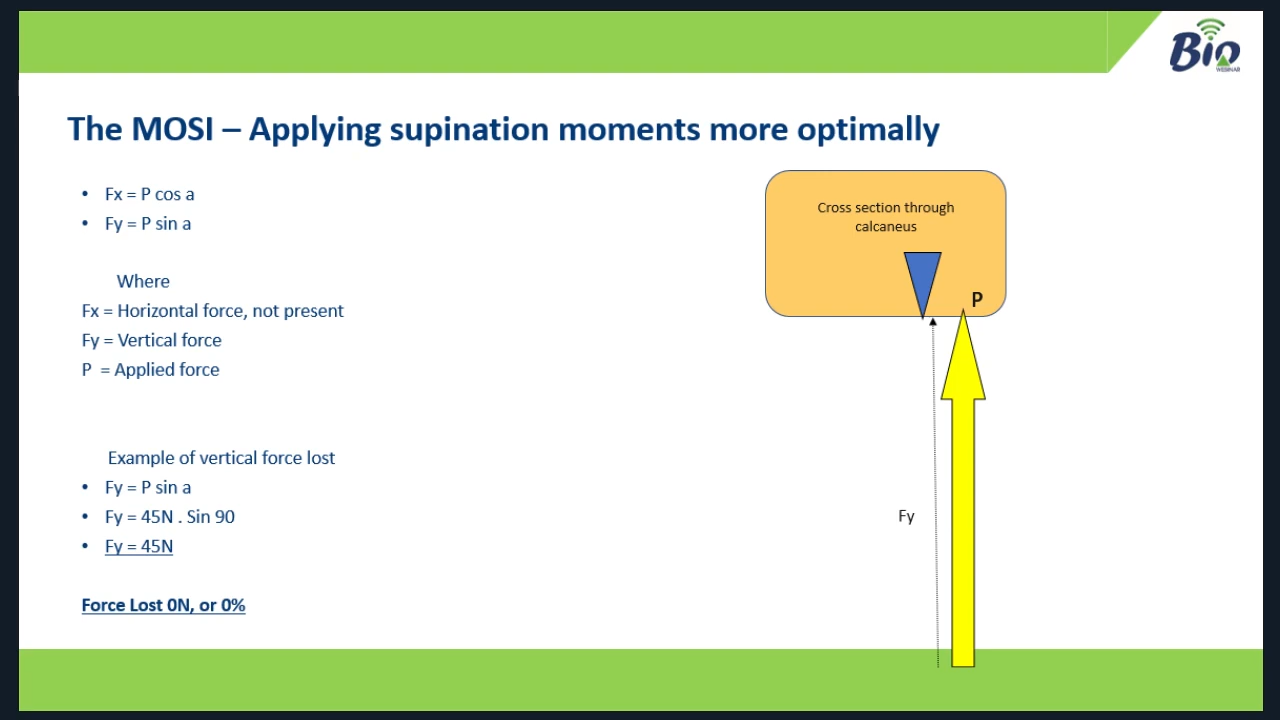 Bio
WEBINAR
The MOSI – Applying supination moments more optimally
• Fx = P cos a
• Fy = P sin a
Where
Fx = Horizontal force, not present
Fy = Vertical force
P = Applied force
Example of vertical force lost
• Fy = P sin a
• Fy = 45N . Sin 90
• Fy = 45N
Force Lost 0N, or 0%
Cross section through
calcaneus
P
Fy